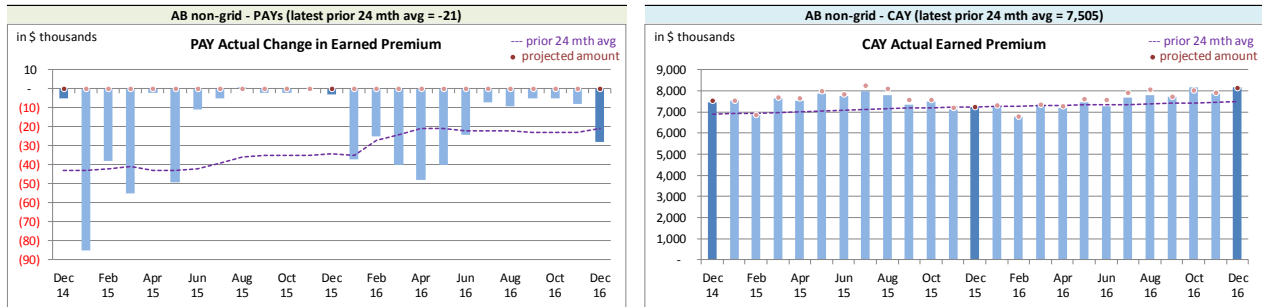 AB non-grid - PAYs (latest prior 24 mth avg = -21)
in $ thousands
PAY Actual Change in Earned Premium
--- prior 24 mth avg
• projected amount
10
-
(10)
(20)
(30)
(40)
(50)
(60)
(70)
(80)
(90)
Dec Feb Apr Jun Aug Oct Dec Feb Apr Jun Aug Oct Dec
14 15 15 15 15 15 15 16 16 16 16 16 16
AB non-grid - CAY (latest prior 24 mth avg = 7,505)
in $ thousands
CAY Actual Earned Premium
--- prior 24 mth avg
• projected amount
9,000
8,000
7,000
6,000
5,000
4,000
3,000
2,000
1,000
-
Dec Feb Apr Jun Aug Oct Dec Feb Apr Jun Aug Oct Dec
14 15 15 15 15 15 15 16 16 16 16 16 16